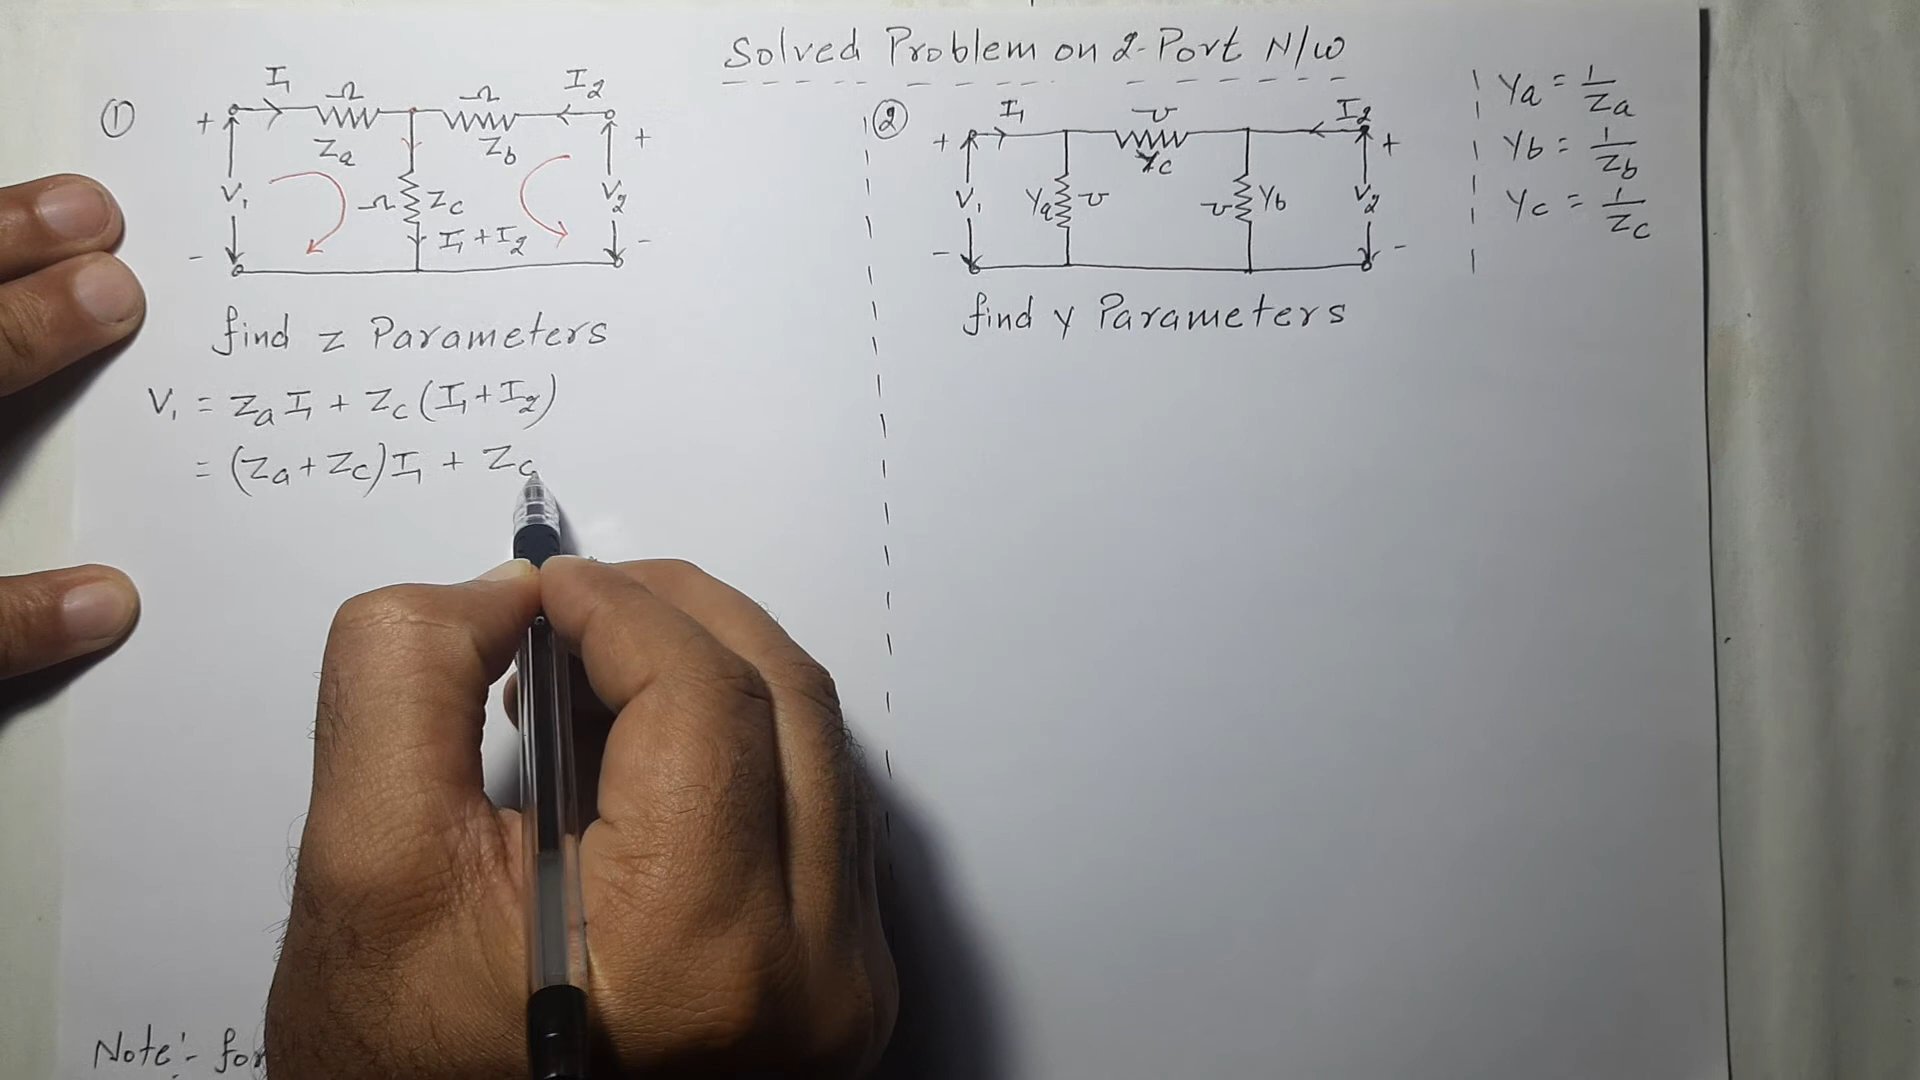 Solved Problem on 2-Port N/W
①
I₁ Ω Ω I₂
+ Za Zb +
V₁ Ω Zc V₂
- I₁+I₂ -
find z Parameters
V₁ = Za I₁ + Zc (I₁+I₂)
= (Za+Zc) I₁ + Zc
②
I₁ ℧ I₂
+ Yc +
V₁ Ya ℧ ℧ Yb V₂
- -
find y Parameters
Ya = 1/Za
Yb = 1/Zb
Yc = 1/Zc
Note:- for